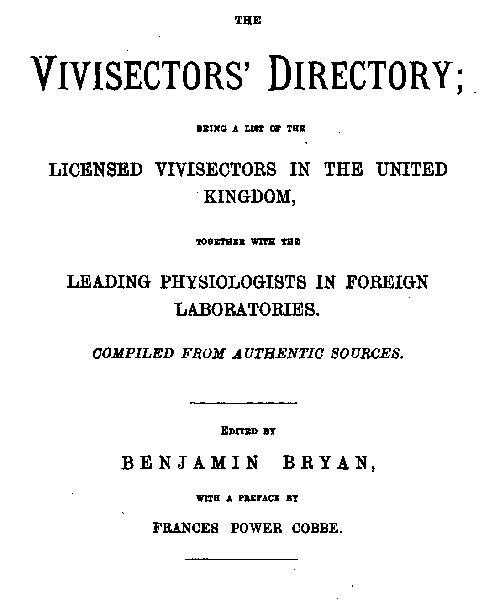 THE
VIVISECTORS' DIRECTORY;
BEING A LIST OF THE
LICENSED VIVISECTORS IN THE UNITED
KINGDOM,
TOGETHER WITH THE
LEADING PHYSIOLOGISTS IN FOREIGN
LABORATORIES.
COMPILED FROM AUTHENTIC SOURCES.
EDITED BY
BENJAMIN BRYAN,
WITH A PREFACE BY
FRANCES POWER COBBE.